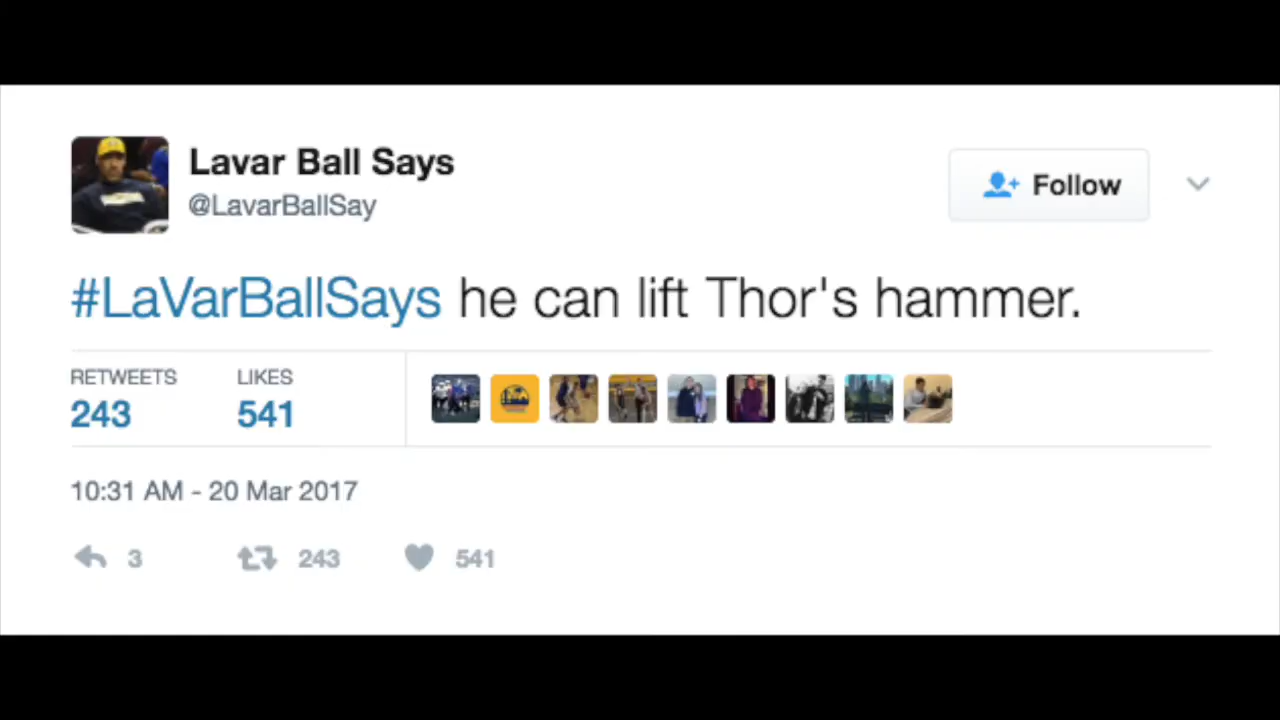 Lavar Ball Says
@LavarBallSay
Follow
#LaVarBallSays he can lift Thor's hammer.
RETWEETS LIKES
243 541
10:31 AM - 20 Mar 2017
3 243 541